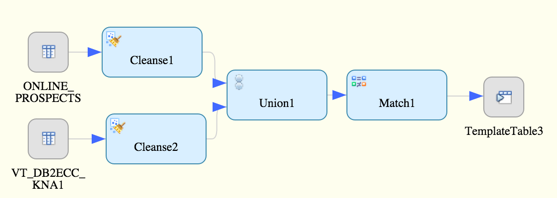 Cleanse1
ONLINE_
PROSPECTS
Union1
Match1
TemplateTable3
Cleanse2
VT_DB2ECC_
KNA1